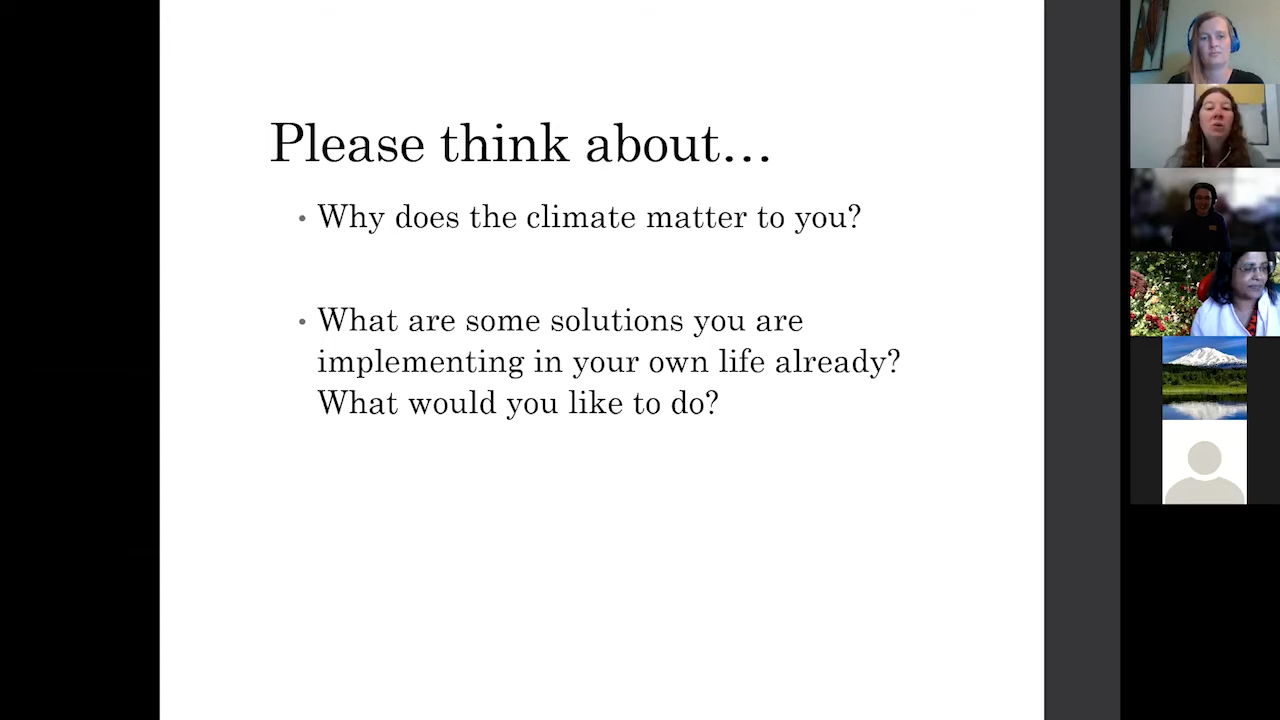 Please think about...
• Why does the climate matter to you?
• What are some solutions you are
implementing in your own life already?
What would you like to do?